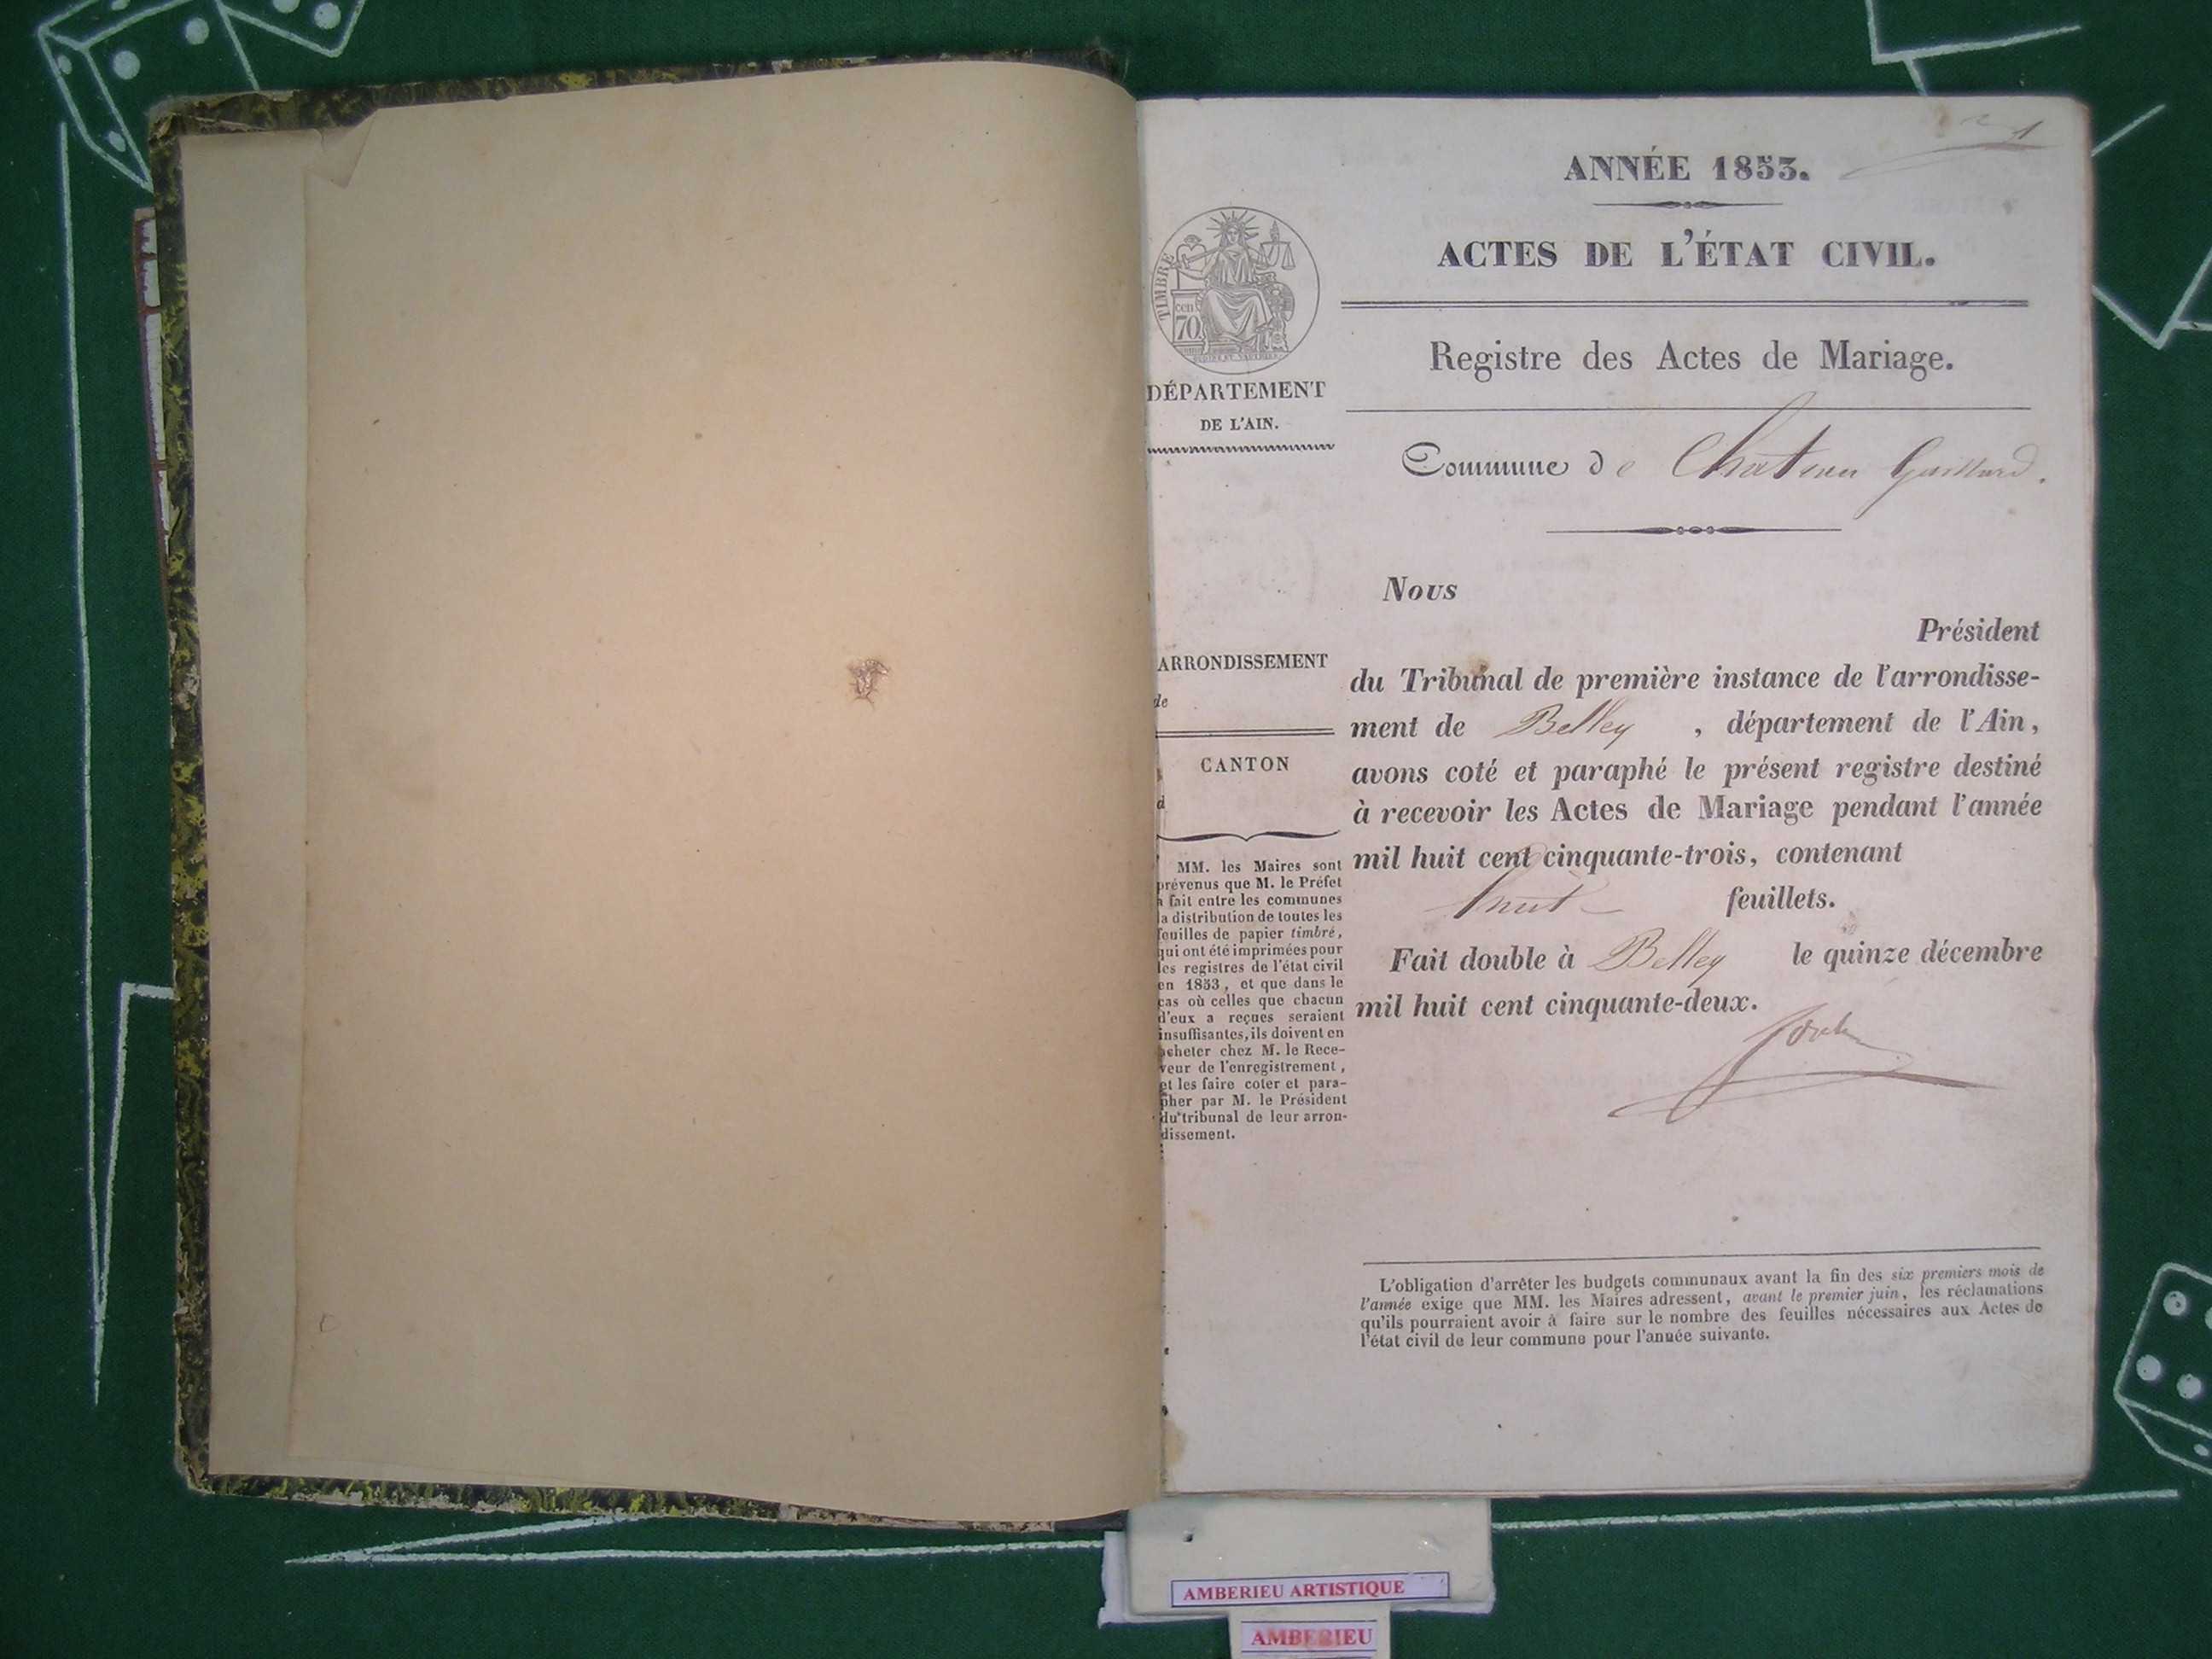 1
ANNÉE 1853.
ACTES DE L'ÉTAT CIVIL.
TIMBRE
cen
70
DÉPARTEMENT
DE L'AIN.
Registre des Actes de Mariage.
Commune de Chateau Gaillard.
ARRONDISSEMENT
de
CANTON
d
MM. les Maires sont
prévenus que M. le Préfet
a fait entre les communes
la distribution de toutes les
feuilles de papier timbré,
qui ont été imprimées pour
les registres de l'état civil
en 1853, et que dans le
cas où celles que chacun
d'eux a reçues seraient
insuffisantes, ils doivent en
acheter chez M. le Rece-
veur de l'enregistrement,
et les faire coter et para-
pher par M. le Président
du tribunal de leur arron-
dissement.
Nous
Président
du Tribunal de première instance de l'arrondisse-
ment de Belley , département de l'Ain,
avons coté et paraphé le présent registre destiné
à recevoir les Actes de Mariage pendant l'année
mil huit cent cinquante-trois, contenant
huit feuillets.
Fait double à Belley le quinze décembre
mil huit cent cinquante-deux.
L'obligation d'arrêter les budgets communaux avant la fin des six premiers mois de
l'année exige que MM. les Maires adressent, avant le premier juin, les réclamations
qu'ils pourraient avoir à faire sur le nombre des feuilles nécessaires aux Actes de
l'état civil de leur commune pour l'année suivante.
AMBERIEU ARTISTIQUE
AMBERIEU